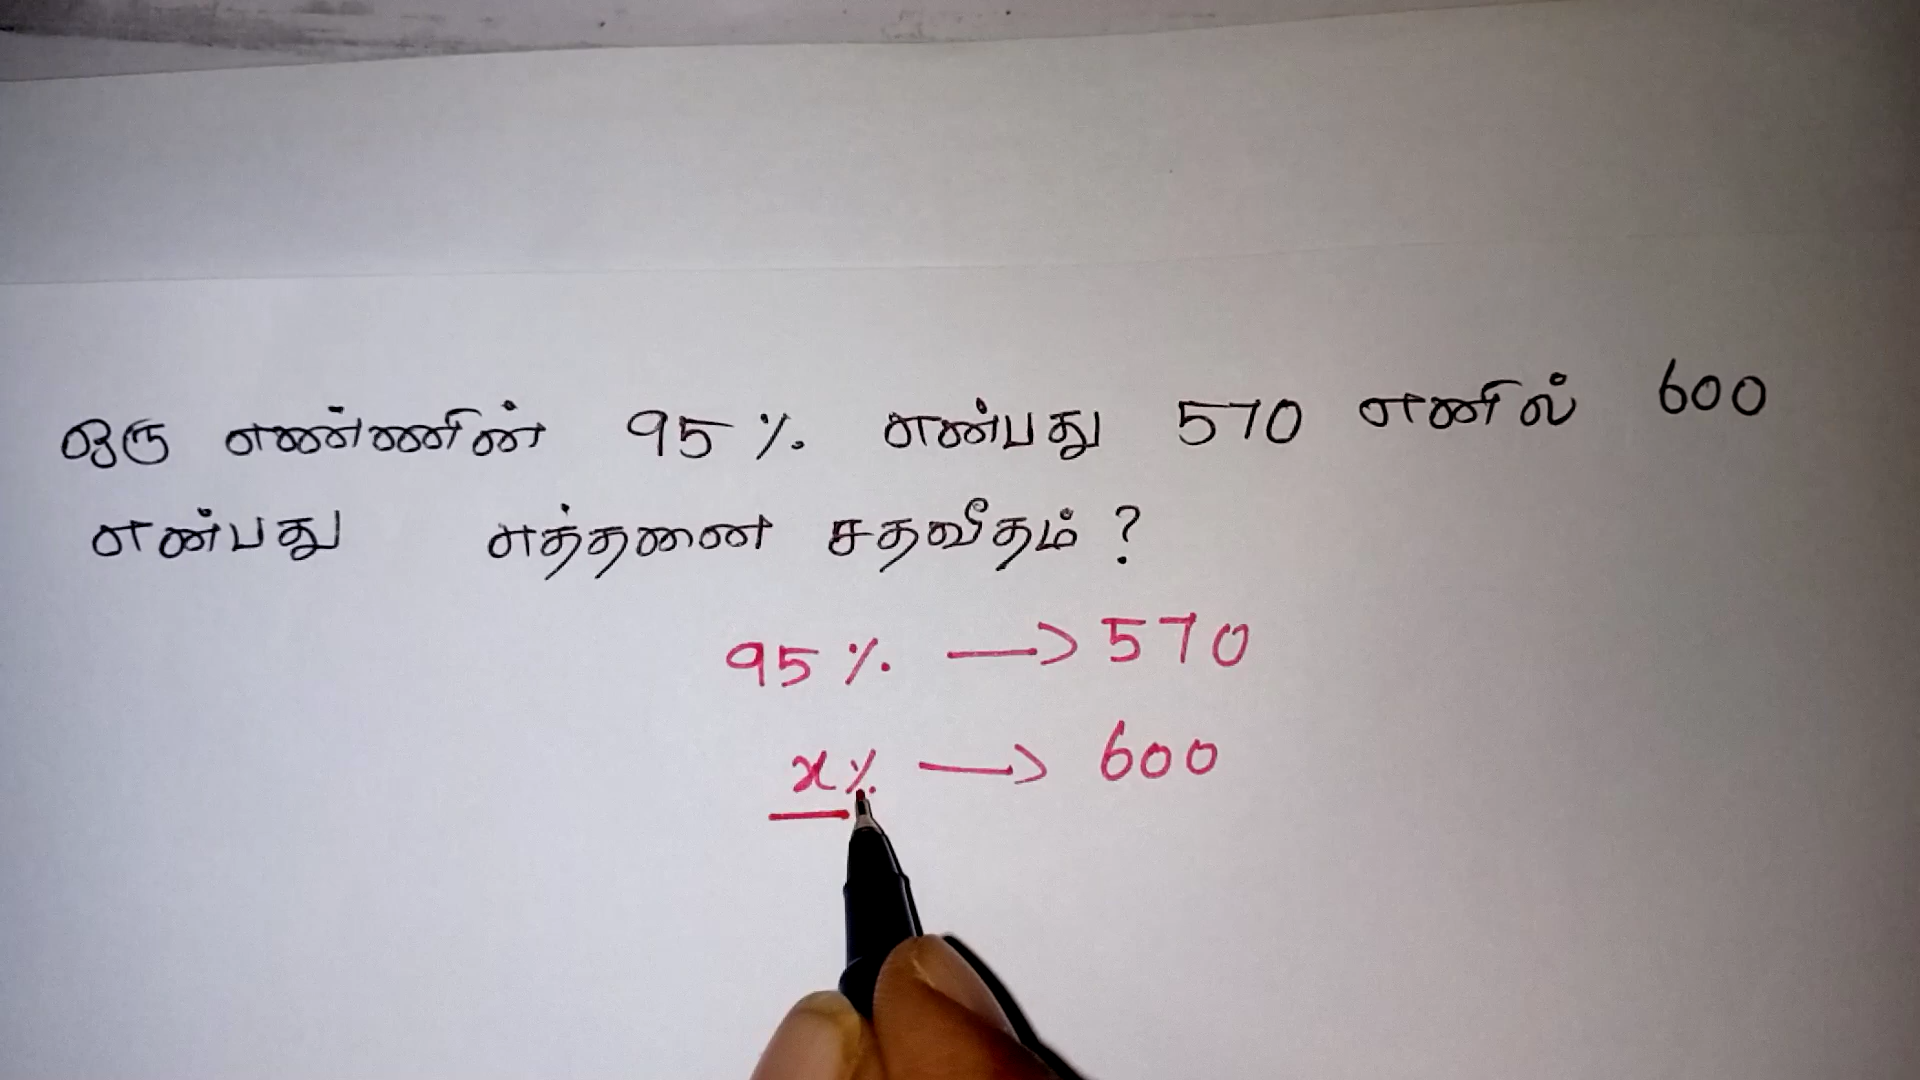 ஒரு எண்ணின் 95 % என்பது 570 எனில் 600
என்பது எத்தனை சதவீதம் ?
95 % —> 570
x% —> 600